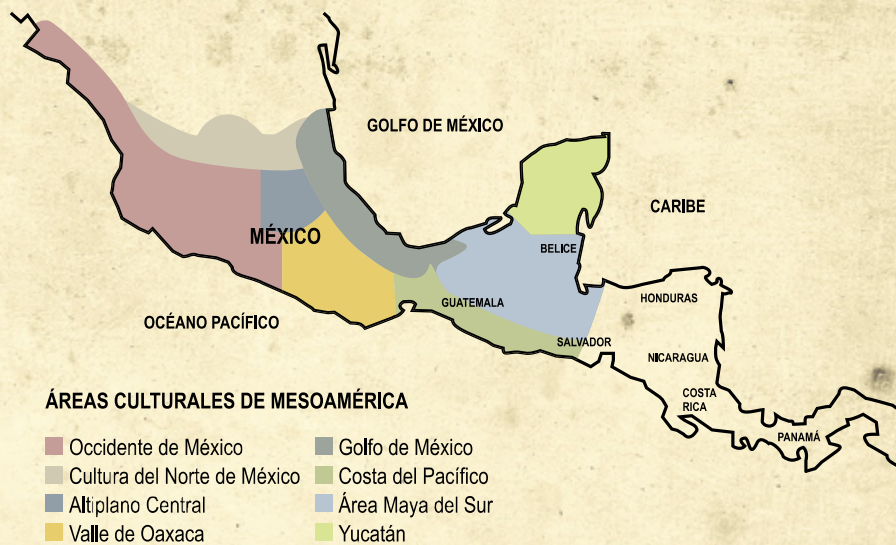 GOLFO DE MÉXICO
CARIBE
MÉXICO
BELICE
GUATEMALA
HONDURAS
OCÉANO PACÍFICO
SALVADOR
NICARAGUA
COSTA
RICA
PANAMÁ
ÁREAS CULTURALES DE MESOAMÉRICA
Occidente de México
Cultura del Norte de México
Altiplano Central
Valle de Oaxaca
Golfo de México
Costa del Pacífico
Área Maya del Sur
Yucatán